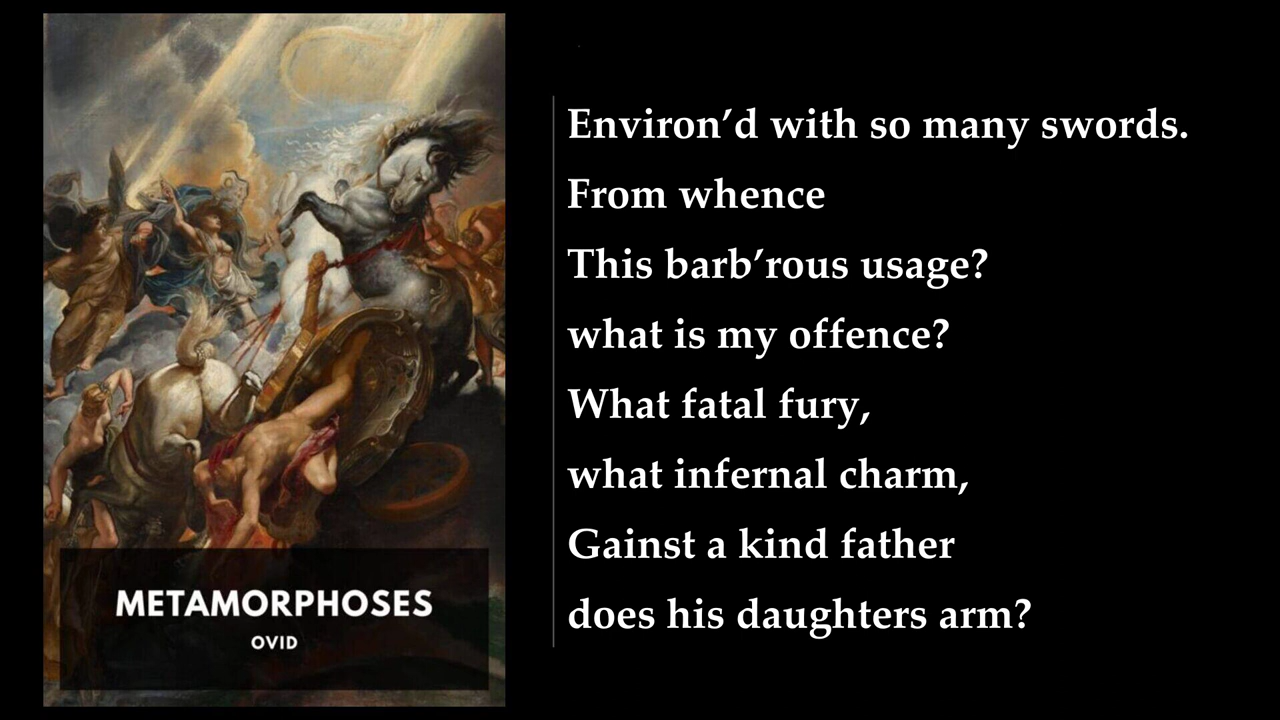 METAMORPHOSES
OVID
Environ’d with so many swords.
From whence
This barb’rous usage?
what is my offence?
What fatal fury,
what infernal charm,
Gainst a kind father
does his daughters arm?